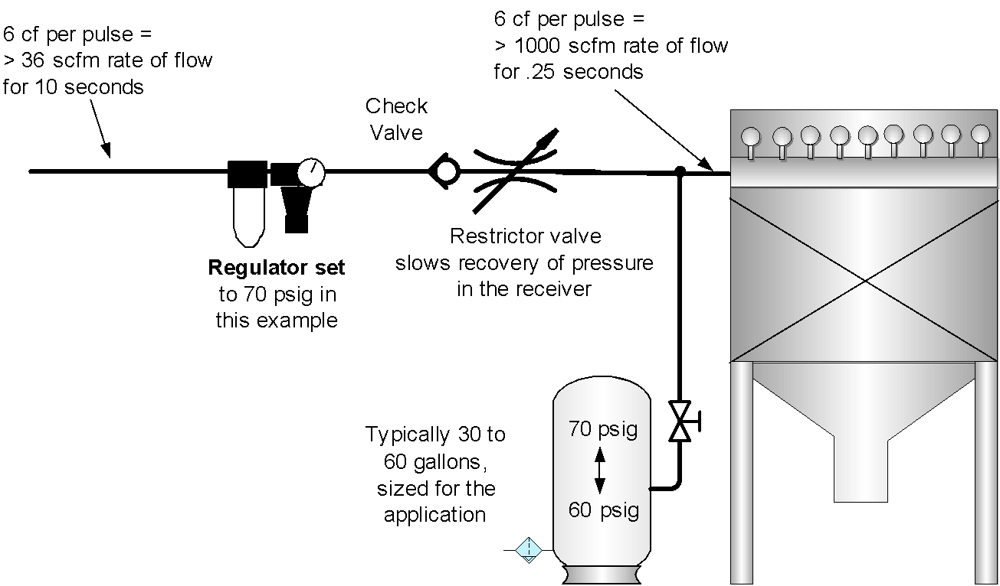 6 cf per pulse =
> 36 scfm rate of flow
for 10 seconds
6 cf per pulse =
> 1000 scfm rate of flow
for .25 seconds
Check
Valve
Restrictor valve
slows recovery of pressure
in the receiver
Regulator set
to 70 psig in
this example
Typically 30 to
60 gallons,
sized for the
application
70 psig
60 psig